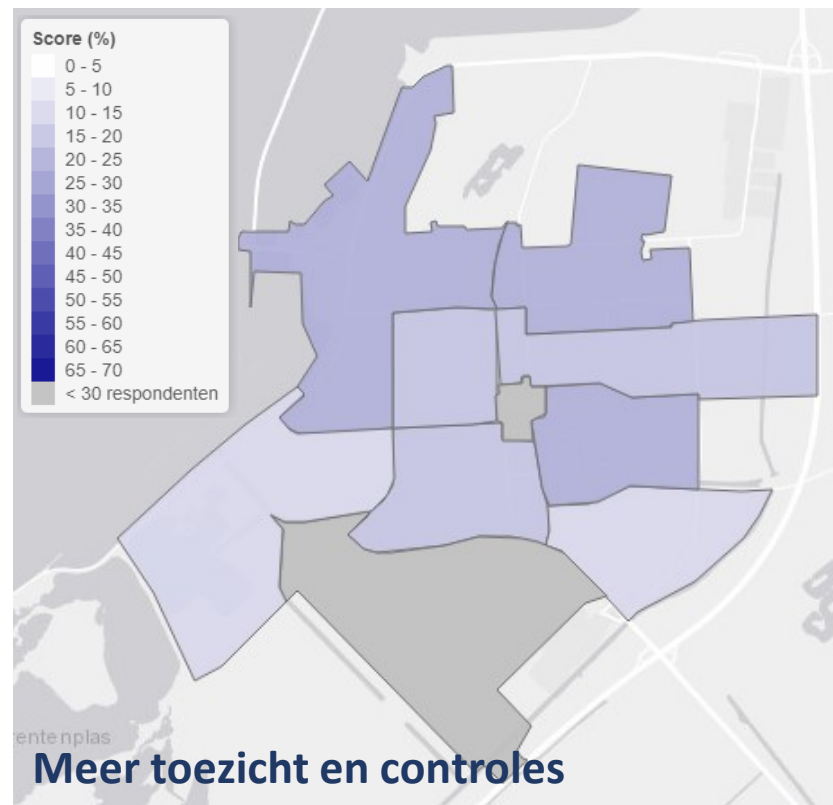 Score (%)
0 - 5
5 - 10
10 - 15
15 - 20
20 - 25
25 - 30
30 - 35
35 - 40
40 - 45
45 - 50
50 - 55
55 - 60
60 - 65
65 - 70
< 30 respondenten
entenplas
Meer toezicht en controles